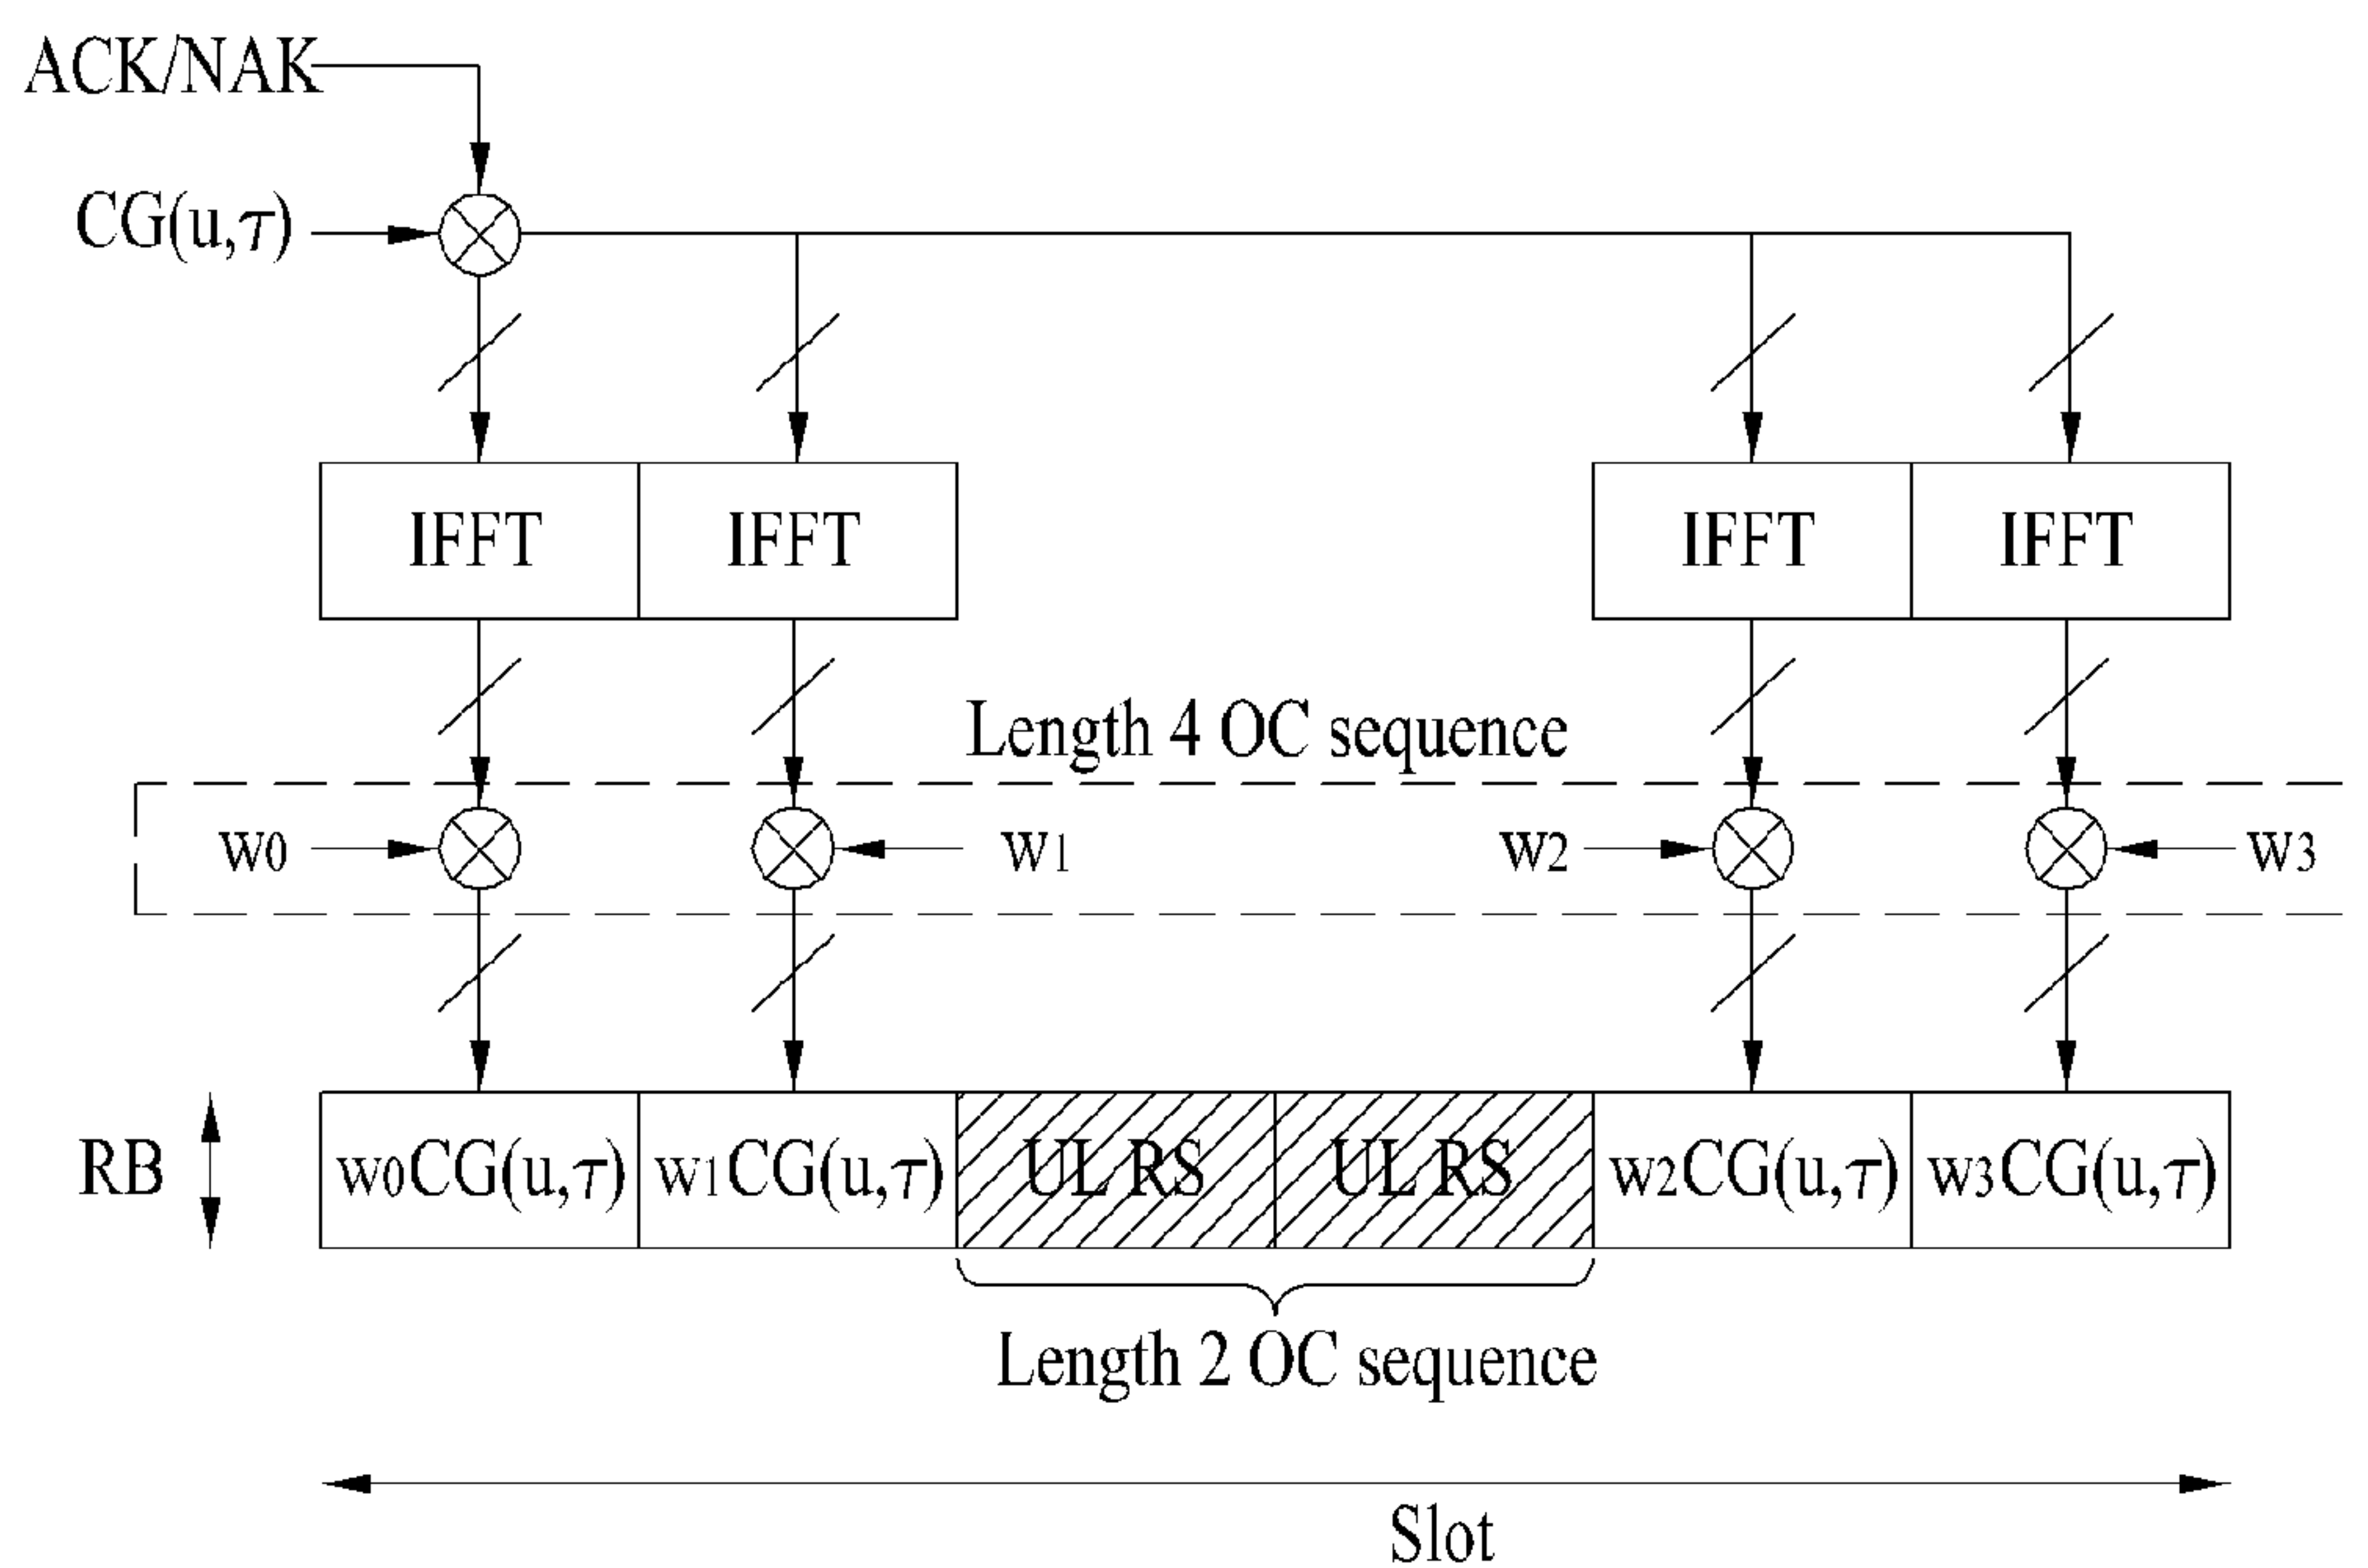 ACK/NAK
CG(u,τ)
IFFT IFFT IFFT IFFT
Length 4 OC sequence
w0 w1 w2 w3
RB w0CG(u,τ) w1CG(u,τ) UL RS UL RS w2CG(u,τ) w3CG(u,τ)
Length 2 OC sequence
Slot